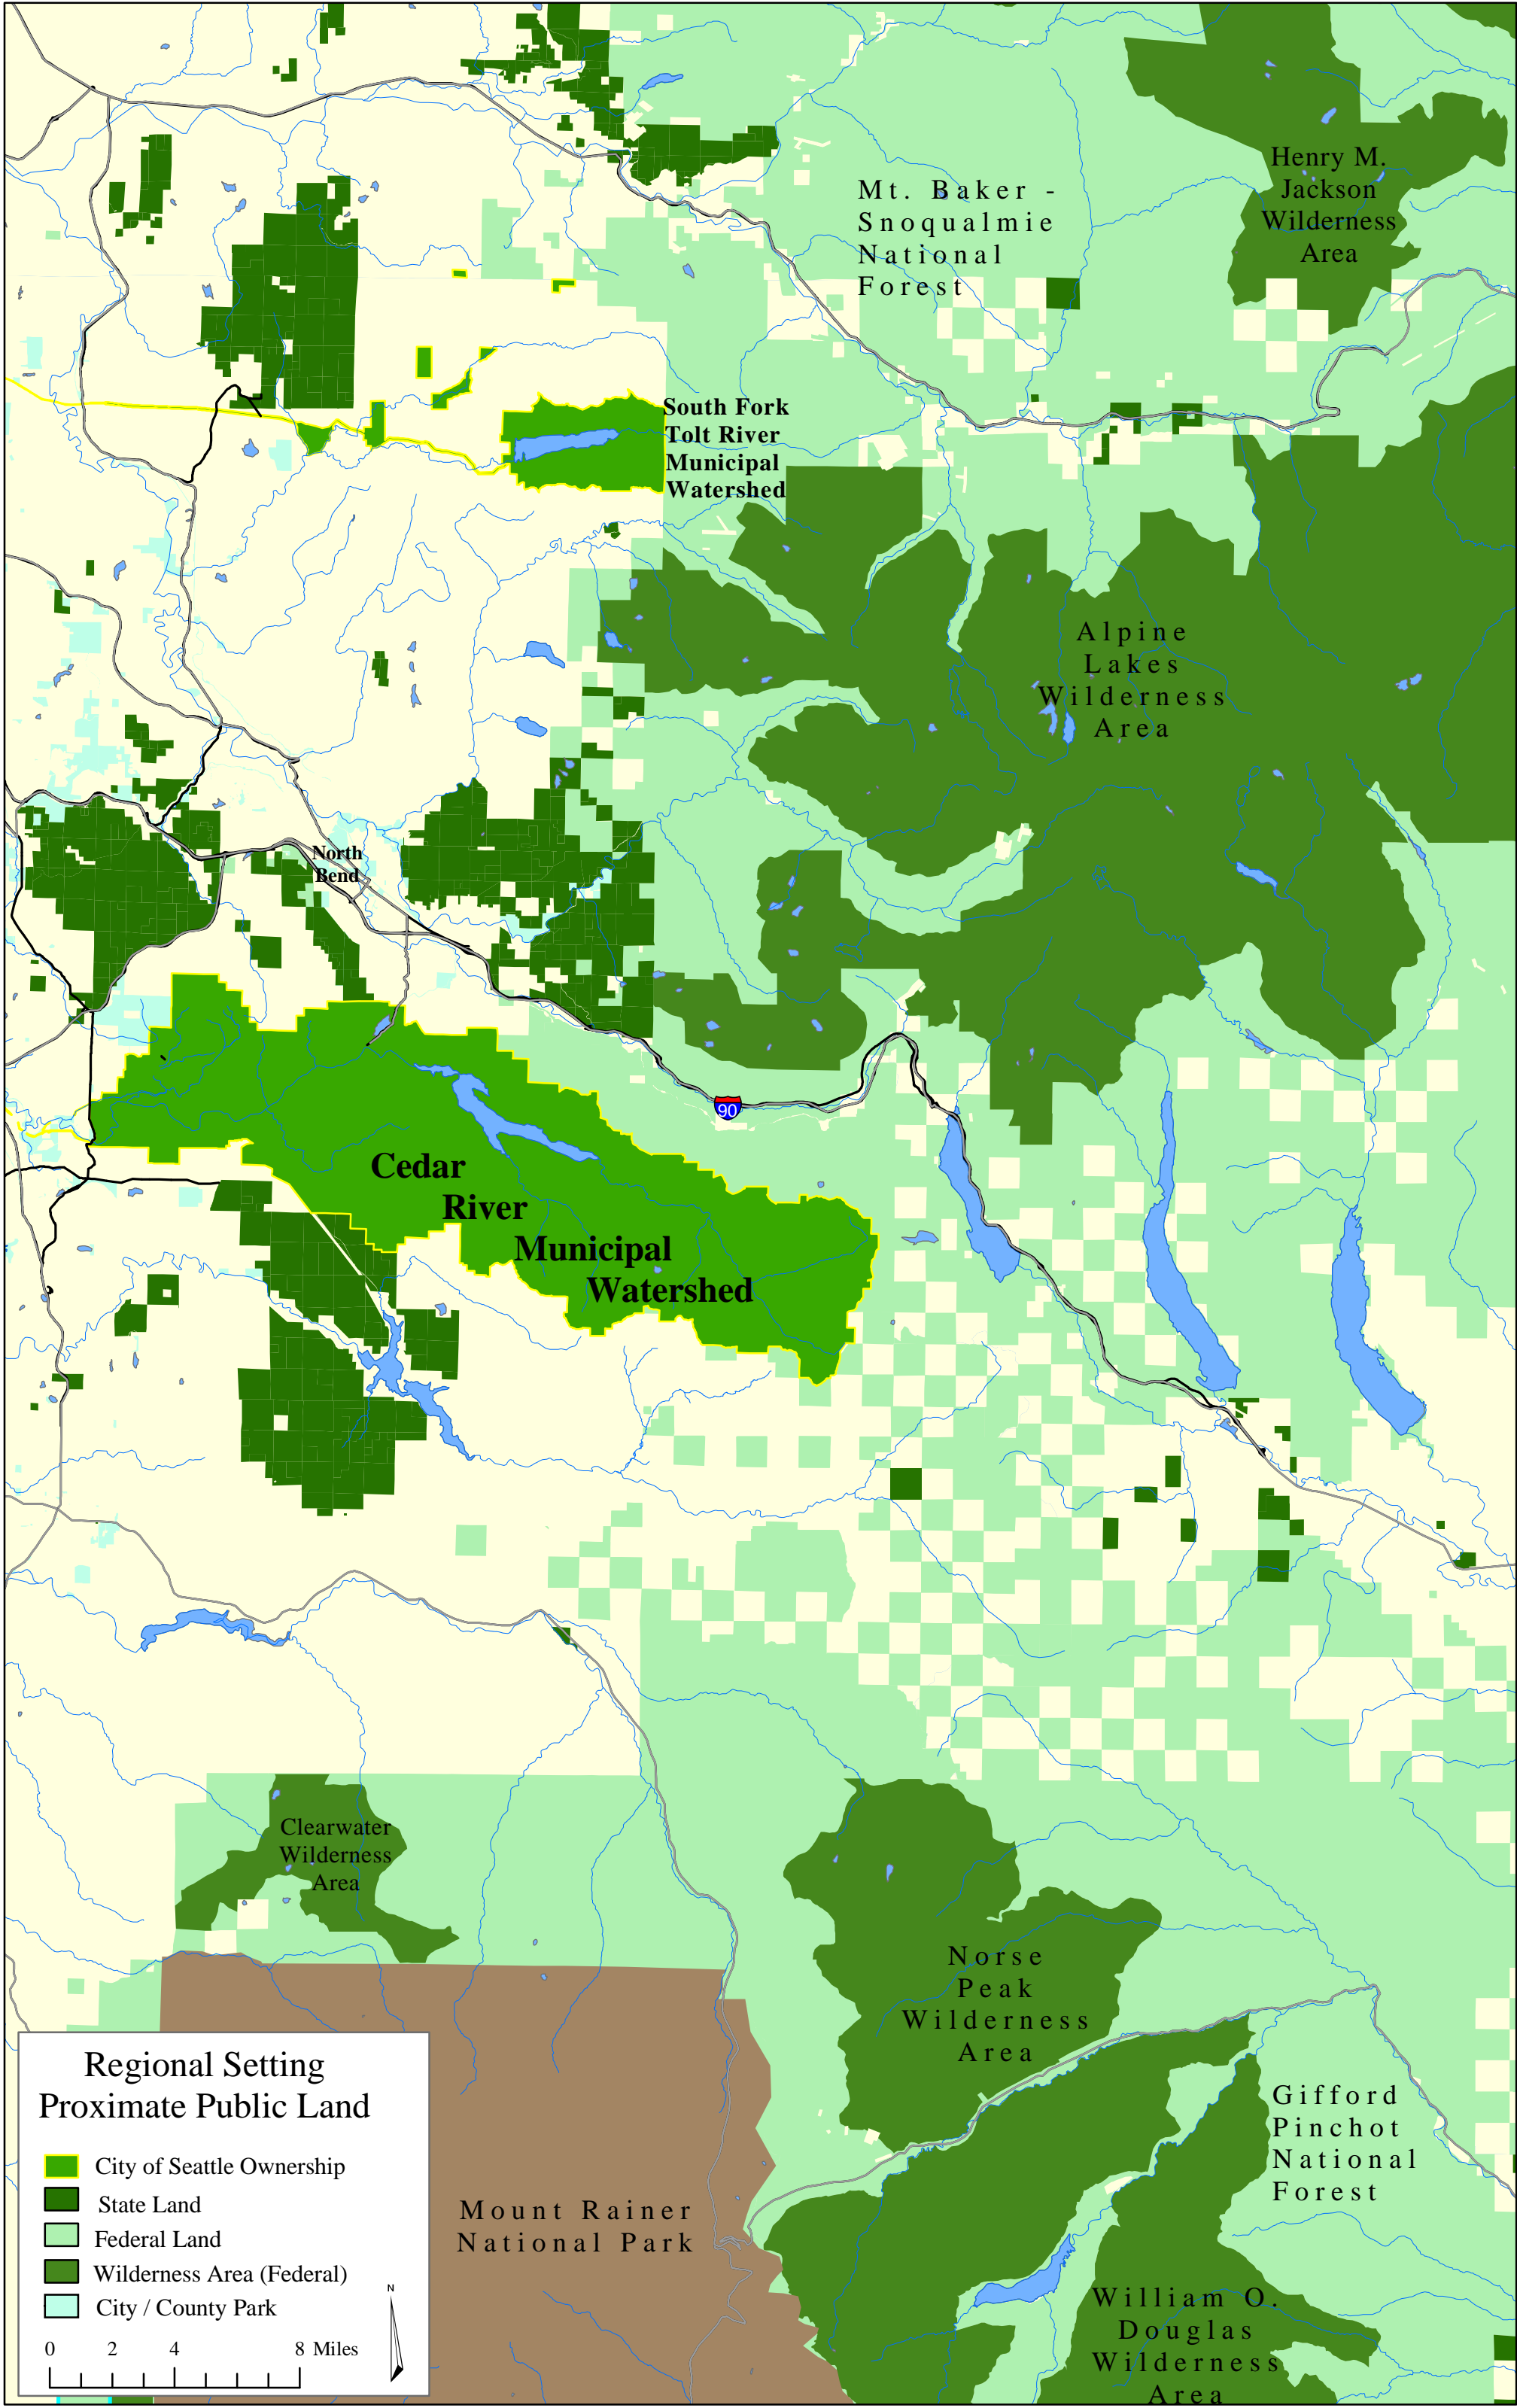 Henry M.
Jackson
Wilderness
Area
Mt. Baker -
Snoqualmie
National
Forest
South Fork
Tolt River
Municipal
Watershed
Alpine
Lakes
Wilderness
Area
North
Bend
90
Cedar
River
Municipal
Watershed
Clearwater
Wilderness
Area
Norse
Peak
Wilderness
Area
Gifford
Pinchot
National
Forest
Mount Rainer
National Park
William O.
Douglas
Wilderness
Area
Regional Setting
Proximate Public Land
City of Seattle Ownership
State Land
Federal Land
Wilderness Area (Federal)
City / County Park
N
0 2 4 8 Miles